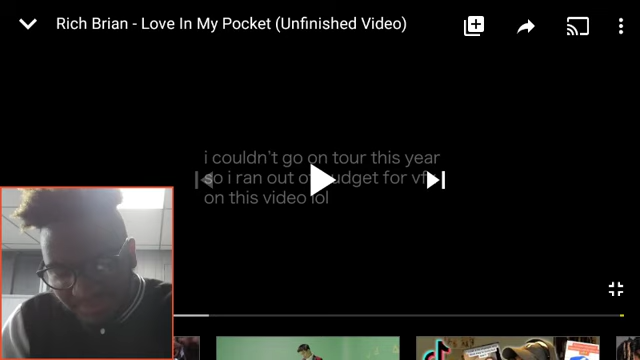 Rich Brian - Love In My Pocket (Unfinished Video)
i couldn't go on tour this year
so i ran out of budget for vfx
on this video lol